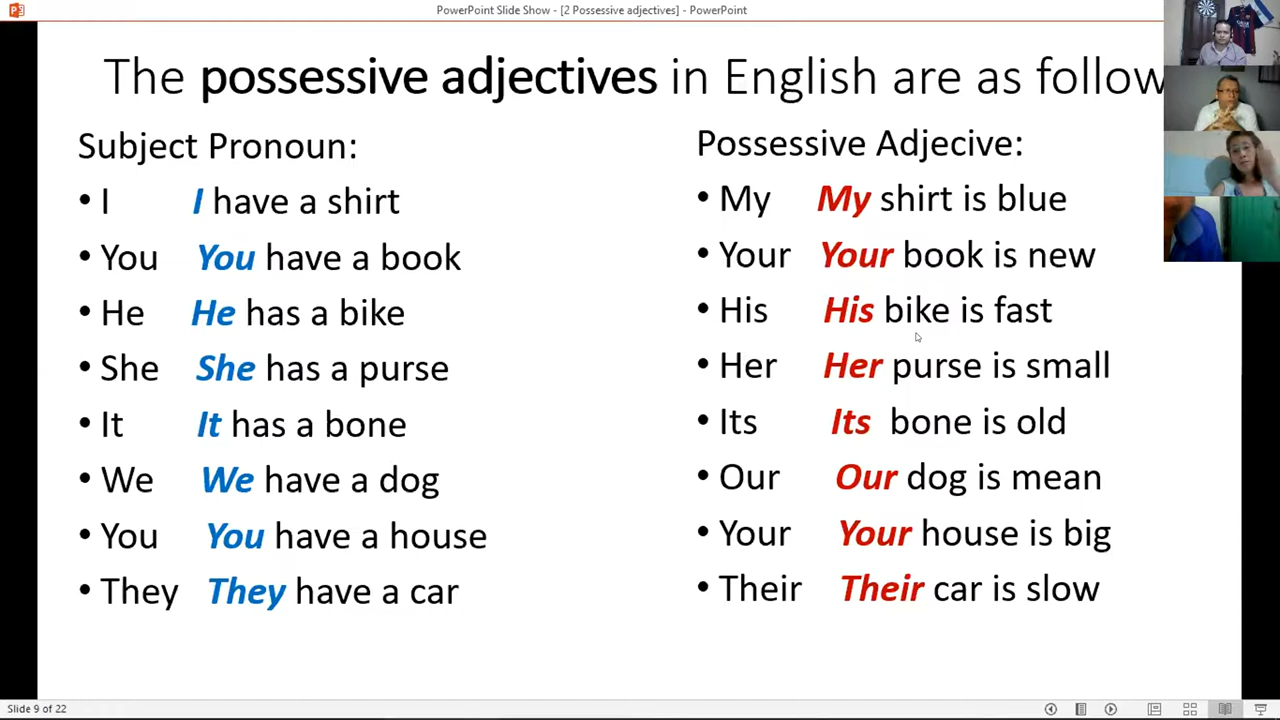 PowerPoint Slide Show - [2 Possessive adjectives] - PowerPoint
The possessive adjectives in English are as follow
Subject Pronoun:
• I I have a shirt
• You You have a book
• He He has a bike
• She She has a purse
• It It has a bone
• We We have a dog
• You You have a house
• They They have a car
Possessive Adjecive:
• My My shirt is blue
• Your Your book is new
• His His bike is fast
• Her Her purse is small
• Its Its bone is old
• Our Our dog is mean
• Your Your house is big
• Their Their car is slow
Slide 9 of 22